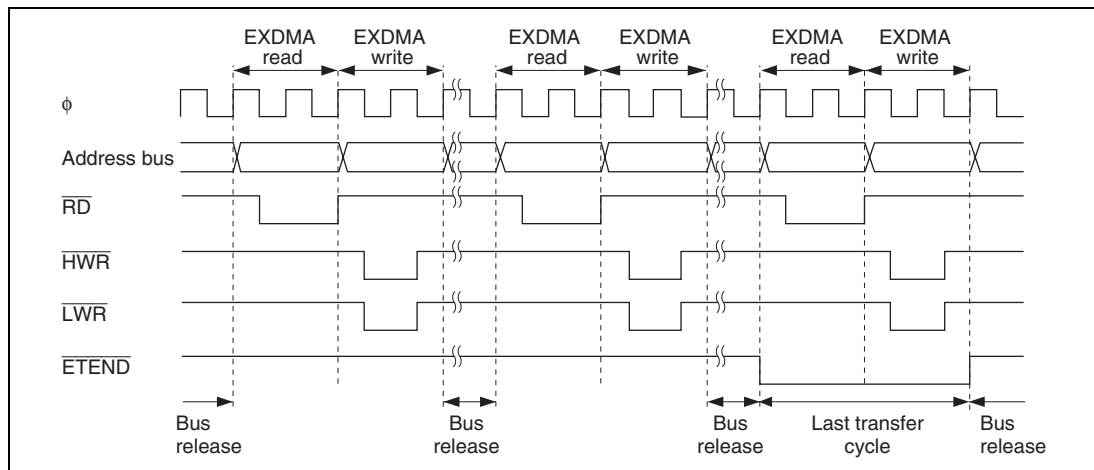 EXDMA read
EXDMA write
EXDMA read
EXDMA write
EXDMA read
EXDMA write
ϕ
Address bus
RD
HWR
LWR
ETEND
Bus release
Bus release
Bus release
Last transfer cycle
Bus release